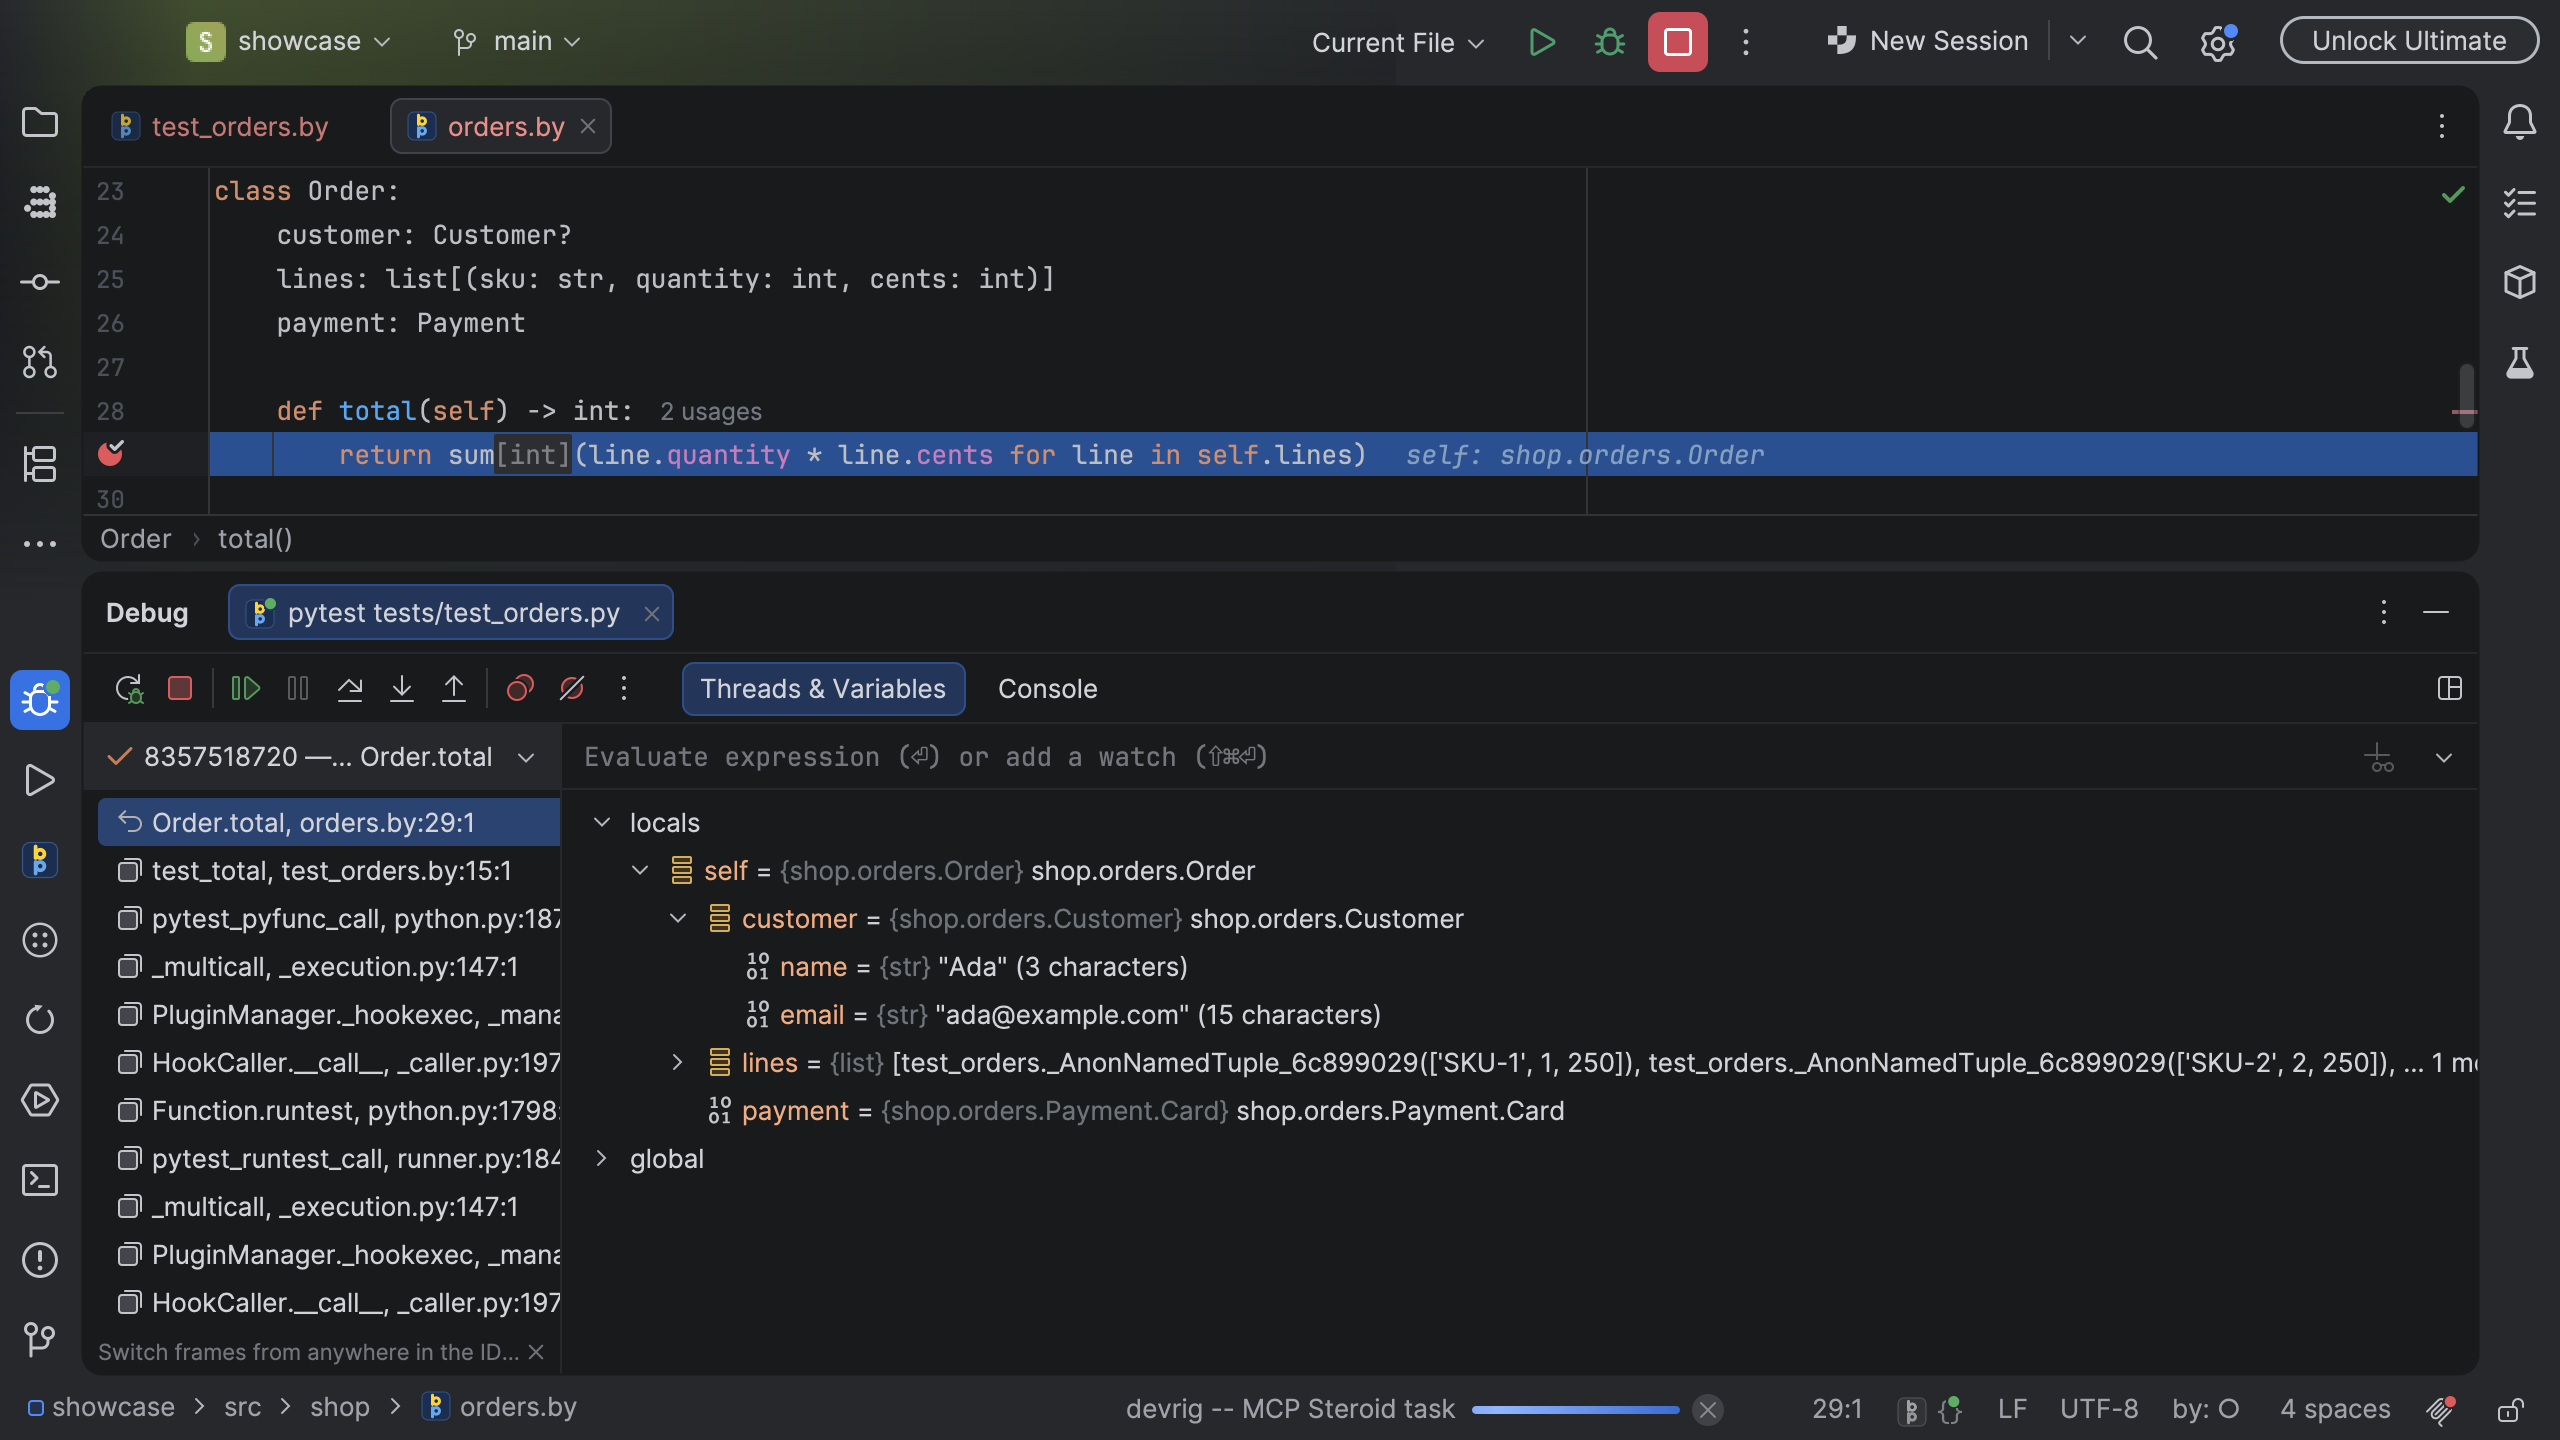 S showcase main Current File New Session Unlock Ultimate
test_orders.by orders.by
23 class Order:
24 customer: Customer?
25 lines: list[(sku: str, quantity: int, cents: int)]
26 payment: Payment
27
28 def total(self) -> int: 2 usages
return sum[int](line.quantity * line.cents for line in self.lines) self: shop.orders.Order
30
Order › total()
Debug pytest tests/test_orders.py
Threads & Variables Console
8357518720 —... Order.total
Evaluate expression (⏎) or add a watch (⇧⌘⏎)
Order.total, orders.by:29:1
test_total, test_orders.by:15:1
pytest_pyfunc_call, python.py:187
_multicall, _execution.py:147:1
PluginManager._hookexec, _mana
HookCaller.__call__, _caller.py:197
Function.runtest, python.py:1798:
pytest_runtest_call, runner.py:184
_multicall, _execution.py:147:1
PluginManager._hookexec, _mana
HookCaller.__call__, _caller.py:197
Switch frames from anywhere in the ID...
locals
self = {shop.orders.Order} shop.orders.Order
customer = {shop.orders.Customer} shop.orders.Customer
name = {str} "Ada" (3 characters)
email = {str} "ada@example.com" (15 characters)
lines = {list} [test_orders._AnonNamedTuple_6c899029(['SKU-1', 1, 250]), test_orders._AnonNamedTuple_6c899029(['SKU-2', 2, 250]), ... 1 mo
payment = {shop.orders.Payment.Card} shop.orders.Payment.Card
global
showcase › src › shop › orders.by
devrig -- MCP Steroid task 29:1 LF UTF-8 by: O 4 spaces